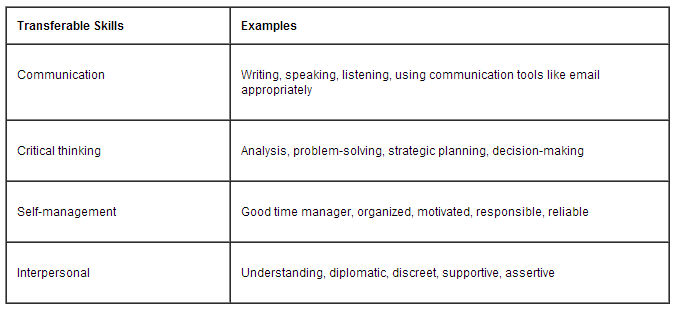 Transferable Skills
Examples
Communication
Writing, speaking, listening, using communication tools like email
appropriately
Critical thinking
Analysis, problem-solving, strategic planning, decision-making
Self-management
Good time manager, organized, motivated, responsible, reliable
Interpersonal
Understanding, diplomatic, discreet, supportive, assertive